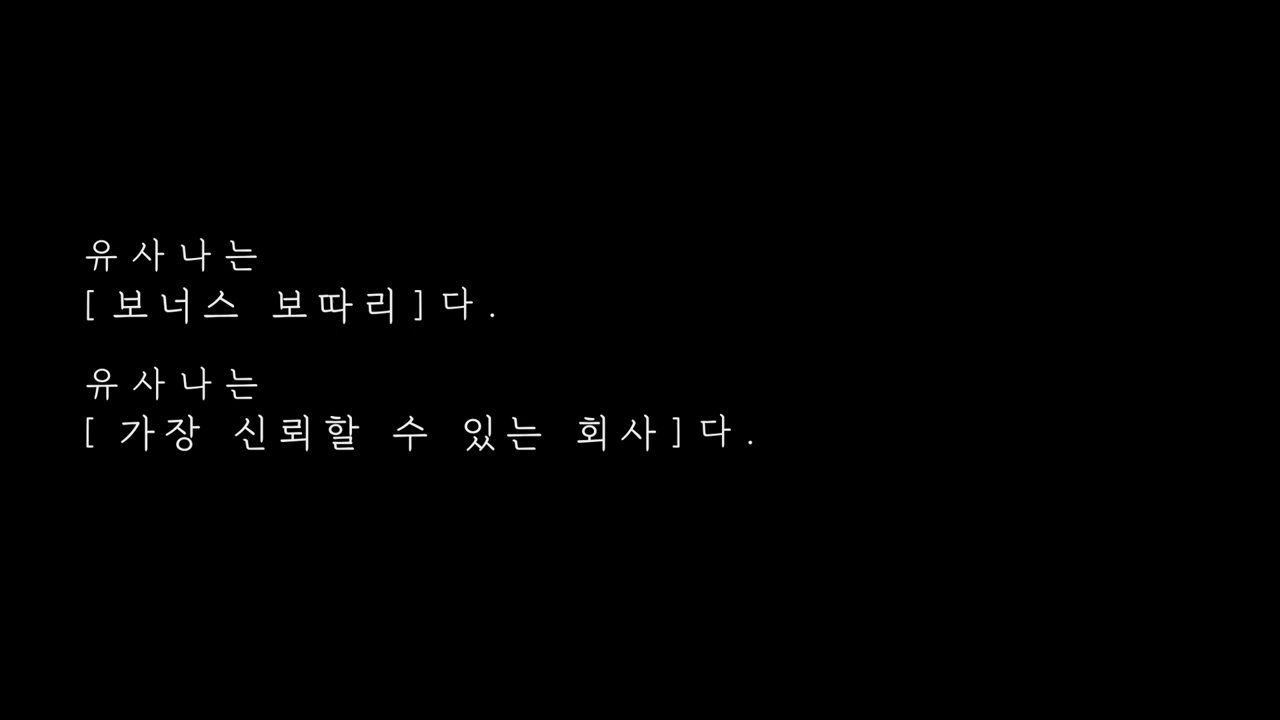 유사나는
[보너스 보따리]다.
유사나는
[가장 신뢰할 수 있는 회사]다.